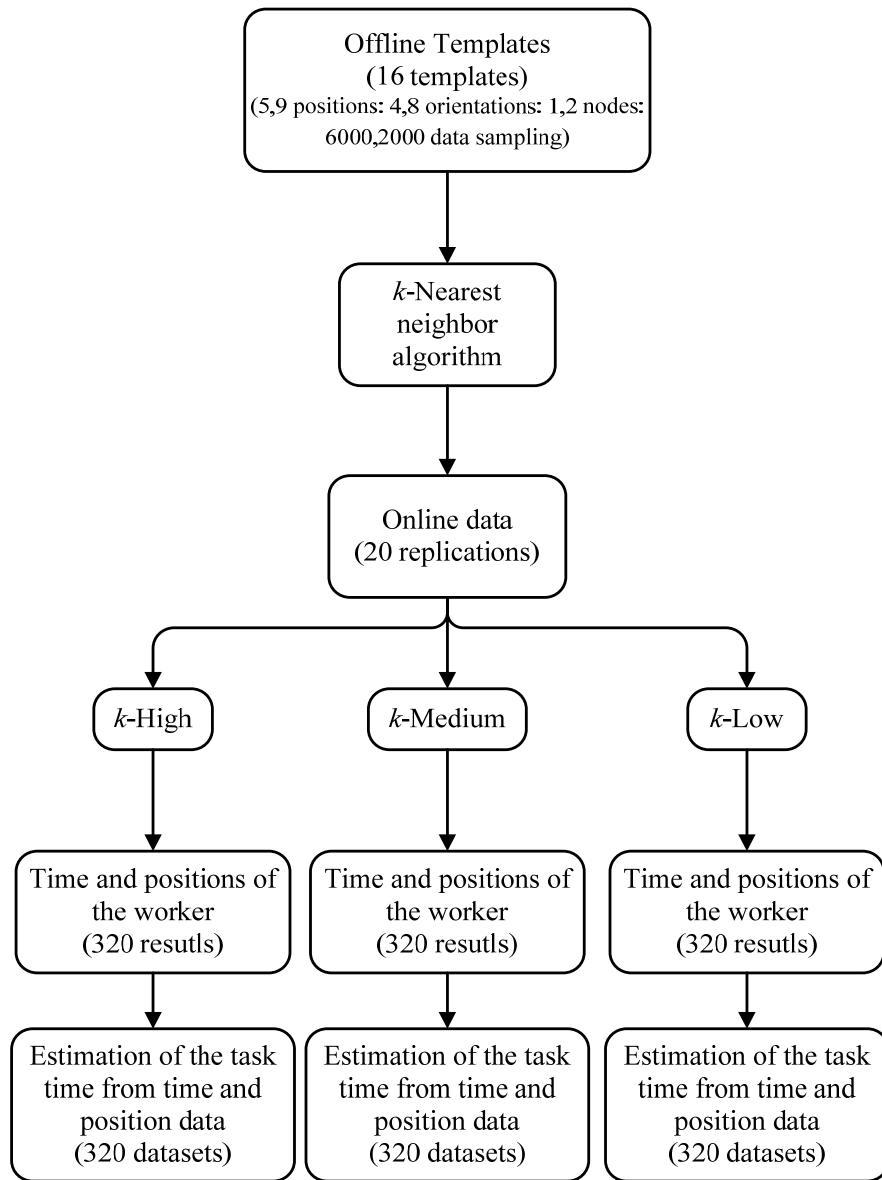 Offline Templates
(16 templates)
(5,9 positions: 4,8 orientations: 1,2 nodes:
6000,2000 data sampling)
k-Nearest
neighbor
algorithm
Online data
(20 replications)
k-High
k-Medium
k-Low
Time and positions of
the worker
(320 resutls)
Time and positions of
the worker
(320 resutls)
Time and positions of
the worker
(320 resutls)
Estimation of the task
time from time and
position data
(320 datasets)
Estimation of the task
time from time and
position data
(320 datasets)
Estimation of the task
time from time and
position data
(320 datasets)